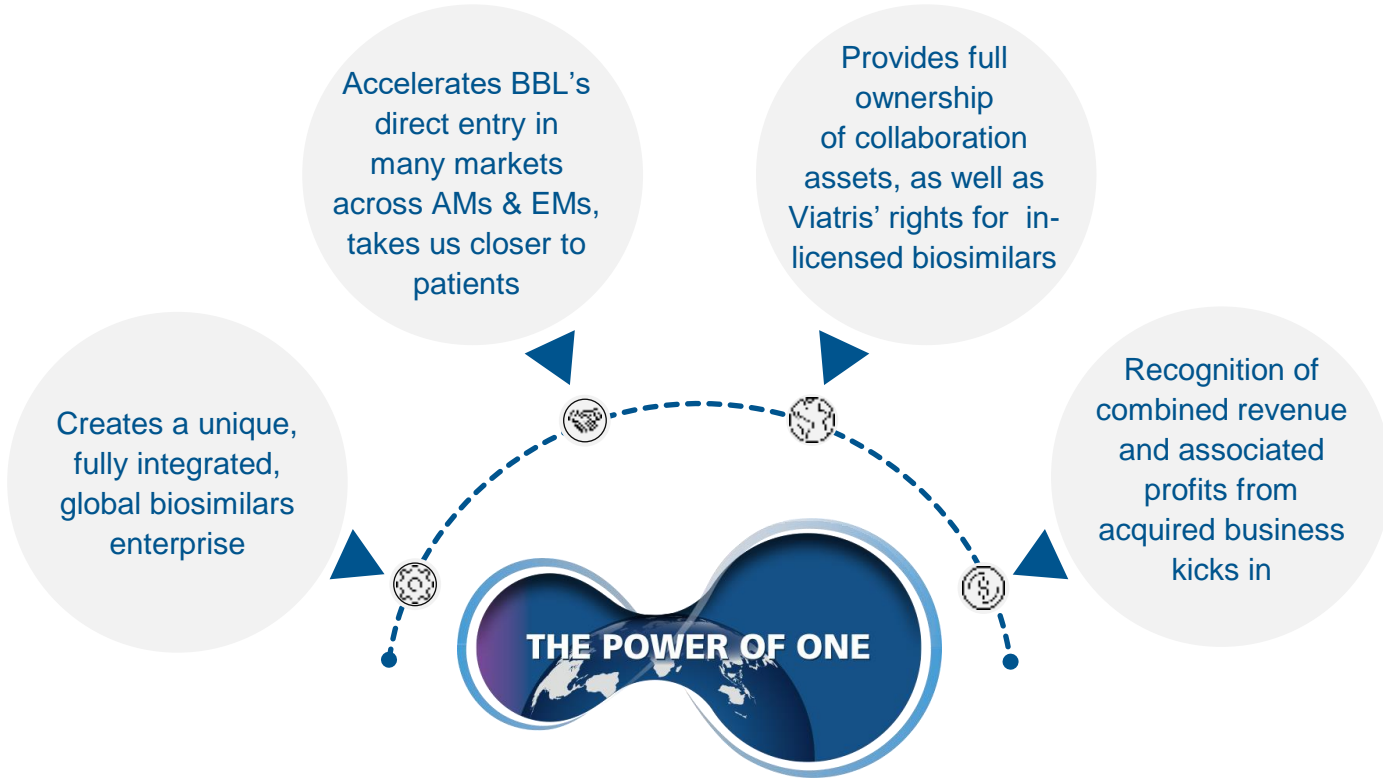 Creates a unique,
fully integrated,
global biosimilars
enterprise
Accelerates BBL’s
direct entry in
many markets
across AMs & EMs,
takes us closer to
patients
Provides full
ownership
of collaboration
assets, as well as
Viatris’ rights for in-
licensed biosimilars
Recognition of
combined revenue
and associated
profits from
acquired business
kicks in
THE POWER OF ONE